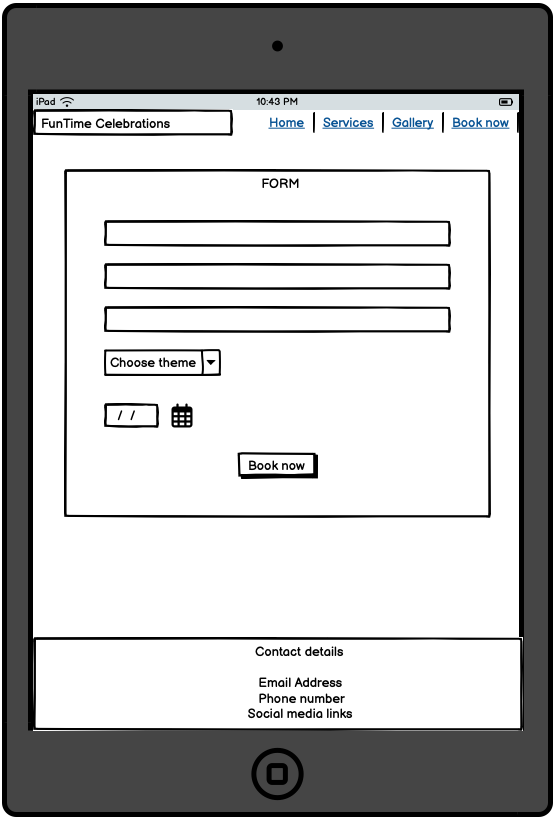 iPad 10:43 PM
FunTime Celebrations Home Services Gallery Book now
FORM
Choose theme
/ /
Book now
Contact details
Email Address
Phone number
Social media links